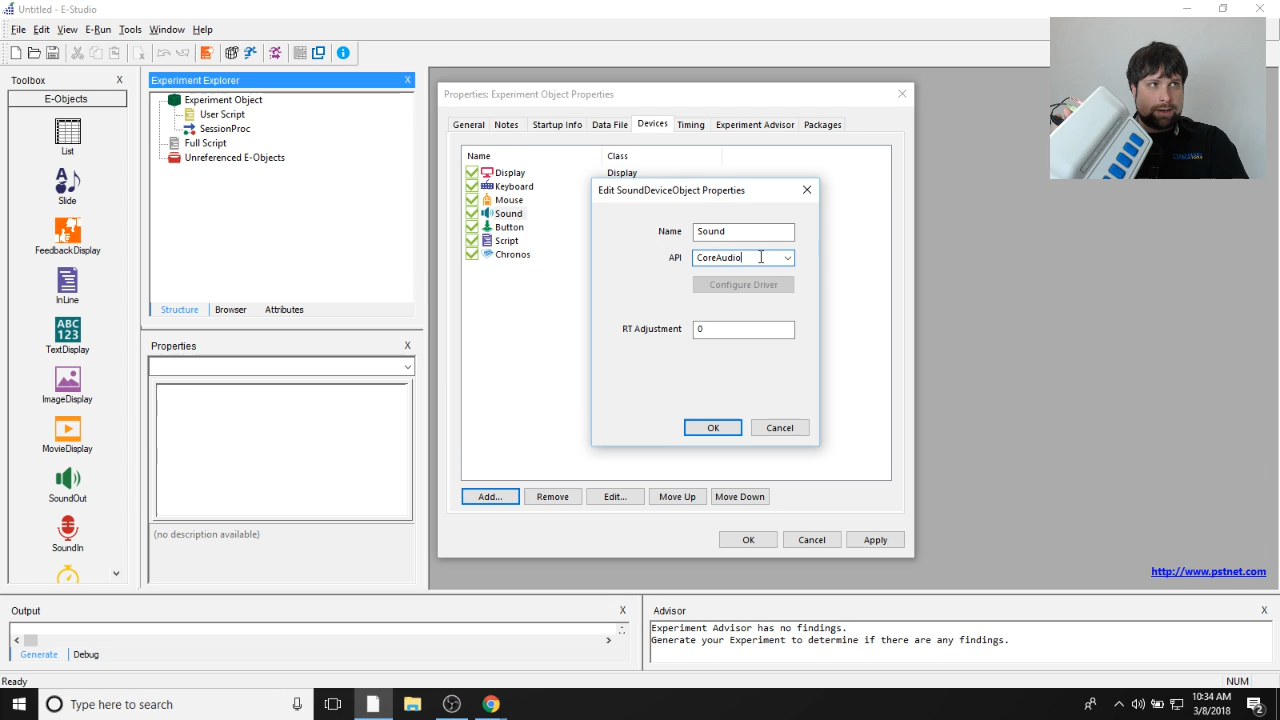 Untitled - E-Studio
File Edit View E-Run Tools Window Help
Toolbox X
E-Objects
List
Slide
FeedbackDisplay
InLine
ABC
123
TextDisplay
ImageDisplay
MovieDisplay
SoundOut
SoundIn
Experiment Explorer X
Experiment Object
User Script
SessionProc
Full Script
Unreferenced E-Objects
Structure Browser Attributes
Properties X
(no description available)
Properties: Experiment Object Properties
General Notes Startup Info Data File Devices Timing Experiment Advisor Packages
Name Class
Display Display
Keyboard
Mouse
Sound
Button
Script
Chronos
Edit SoundDeviceObject Properties
Name Sound
API CoreAudio
Configure Driver
RT Adjustment 0
OK Cancel
Add... Remove Edit... Move Up Move Down
OK Cancel Apply
http://www.pstnet.com
Output X
Generate Debug
Advisor X
Experiment Advisor has no findings.
Generate your Experiment to determine if there are any findings.
Ready NUM
Type here to search
10:34 AM
3/8/2018
2